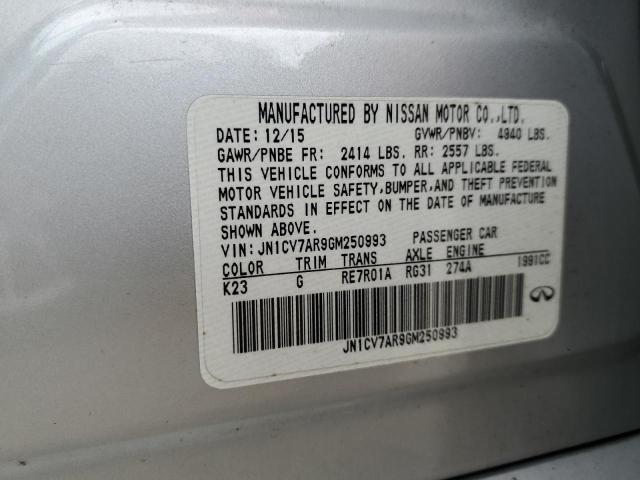 MANUFACTURED BY NISSAN MOTOR CO.,LTD.
DATE: 12/15 GVWR/PNBV: 4940 LBS.
GAWR/PNBE FR: 2414 LBS. RR: 2557 LBS.
THIS VEHICLE CONFORMS TO ALL APPLICABLE FEDERAL
MOTOR VEHICLE SAFETY,BUMPER,AND THEFT PREVENTION
STANDARDS IN EFFECT ON THE DATE OF MANUFACTURE
SHOWN ABOVE.
VIN: JN1CV7AR9GM250993 PASSENGER CAR
COLOR TRIM TRANS AXLE ENGINE
K23 G RE7R01A RG31 274A 1991CC
JN1CV7AR9GM250993